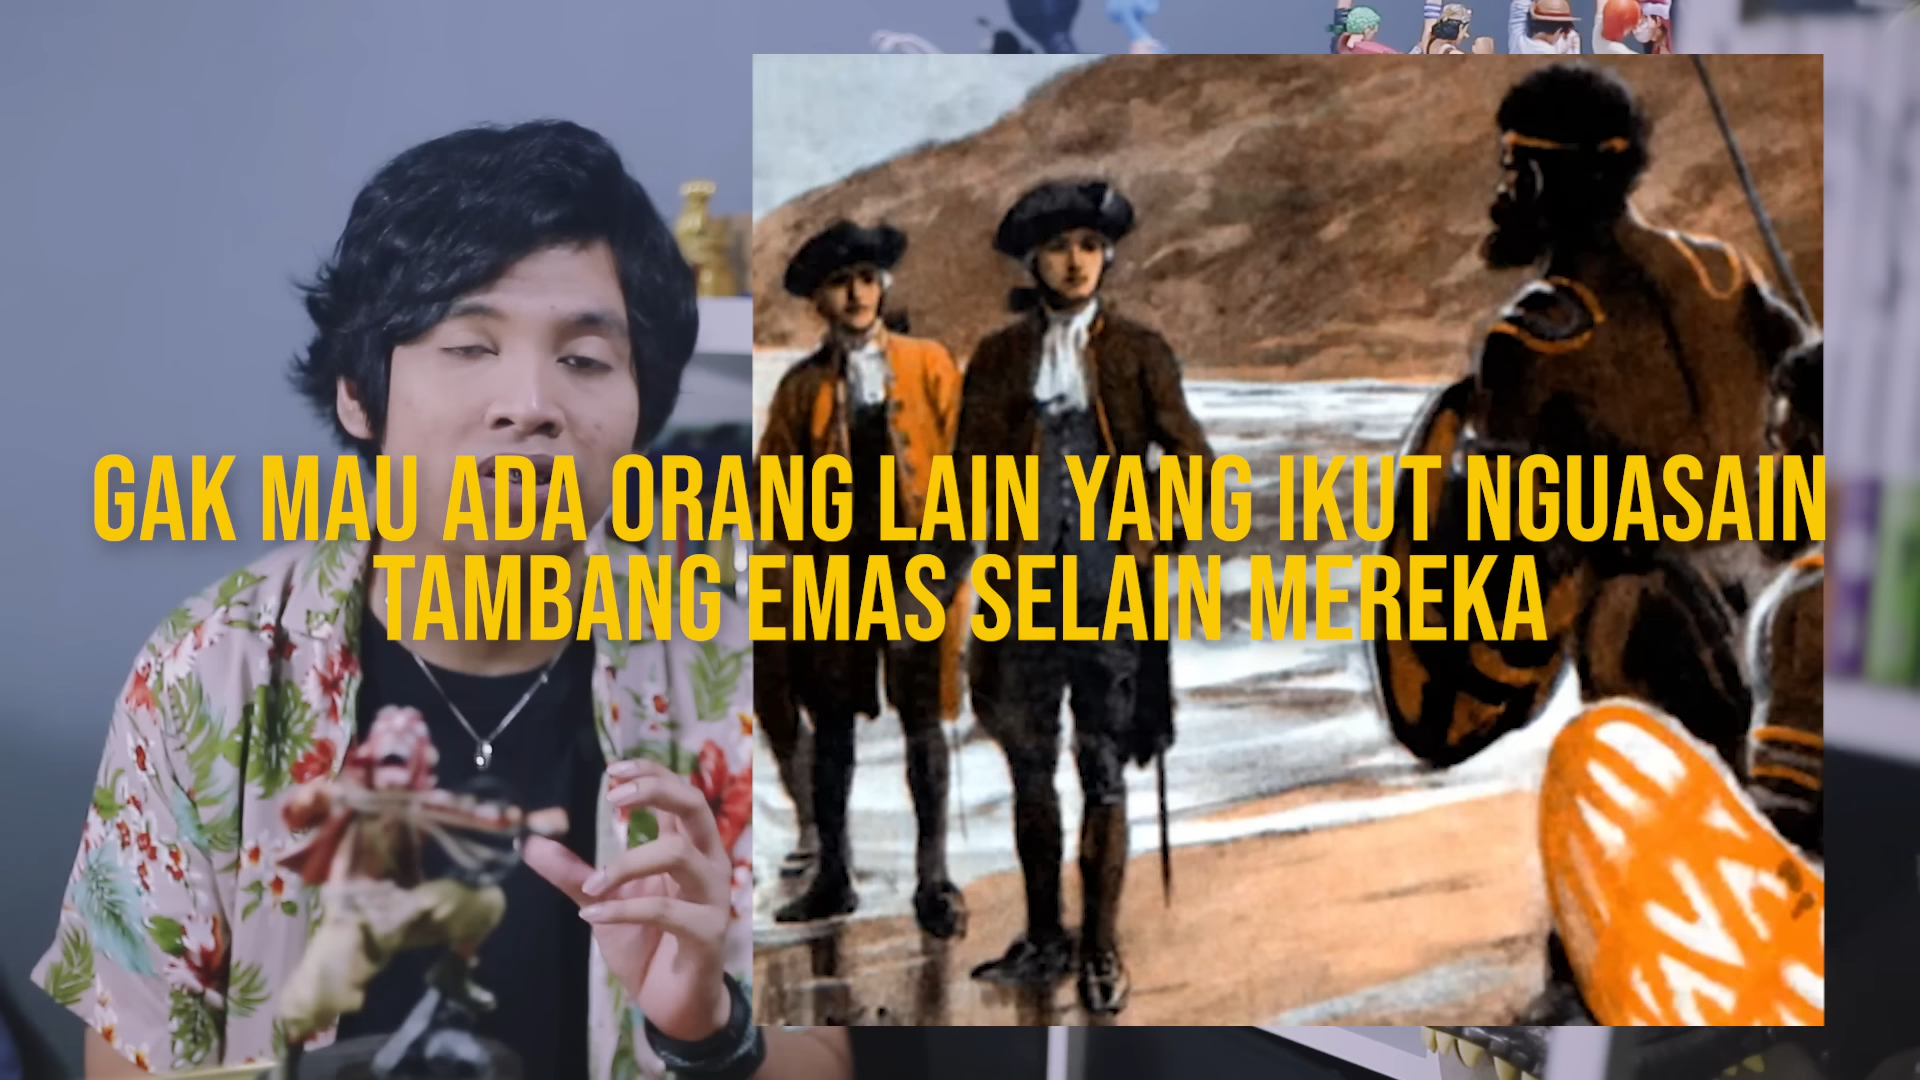 GAK MAU ADA ORANG LAIN YANG IKUT NGUASAIN
TAMBANG EMAS SELAIN MEREKA